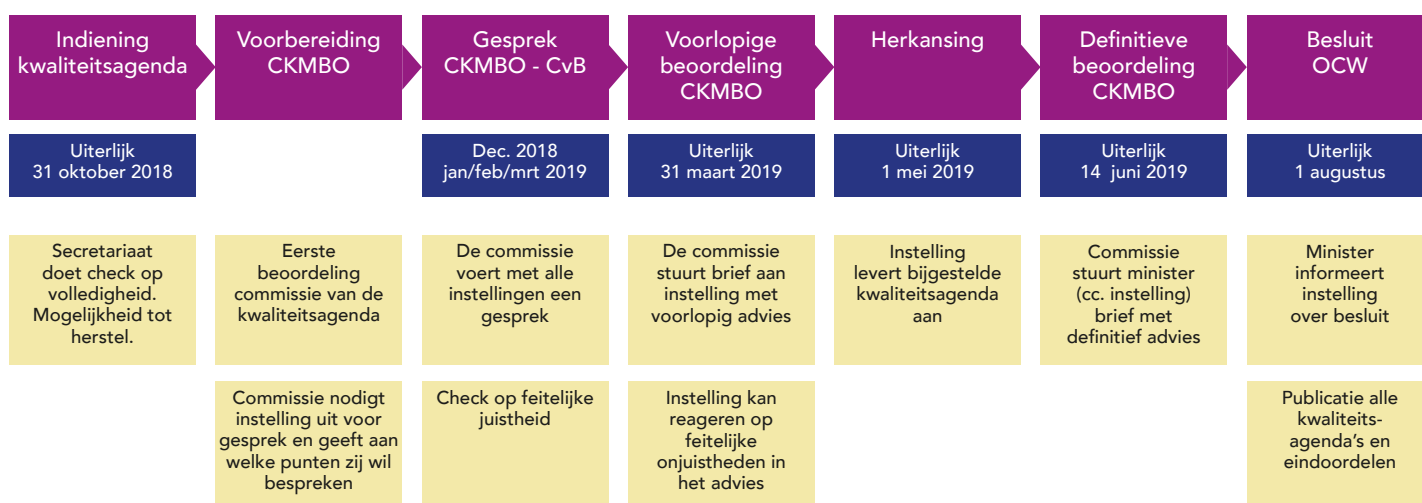 Indiening
kwaliteitsagenda
Voorbereiding
CKMBO
Gesprek
CKMBO - CvB
Voorlopige
beoordeling
CKMBO
Herkansing
Definitieve
beoordeling
CKMBO
Besluit
OCW
Uiterlijk
31 oktober 2018
Dec. 2018
jan/feb/mrt 2019
Uiterlijk
31 maart 2019
Uiterlijk
1 mei 2019
Uiterlijk
14 juni 2019
Uiterlijk
1 augustus
Secretariaat
doet check op
volledigheid.
Mogelijkheid tot
herstel.
Eerste
beoordeling
commissie van de
kwaliteitsagenda
De commissie
voert met alle
instellingen een
gesprek
De commissie
stuurt brief aan
instelling met
voorlopig advies
Instelling
levert bijgestelde
kwaliteitsagenda
aan
Commissie
stuurt minister
(cc. instelling)
brief met
definitief advies
Minister
informeert
instelling
over besluit
Commissie nodigt
instelling uit voor
gesprek en geeft aan
welke punten zij wil
bespreken
Check op feitelijke
juistheid
Instelling kan
reageren op
feitelijke
onjuistheden in
het advies
Publicatie alle
kwaliteits-
agenda's en
eindoordelen